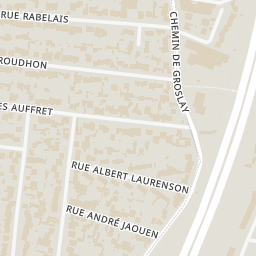 RUE RABELAIS
CHEMIN DE GROSLAY
ROUDHON
ES AUFFRET
RUE ALBERT LAURENSON
RUE ANDRÉ JAOUEN